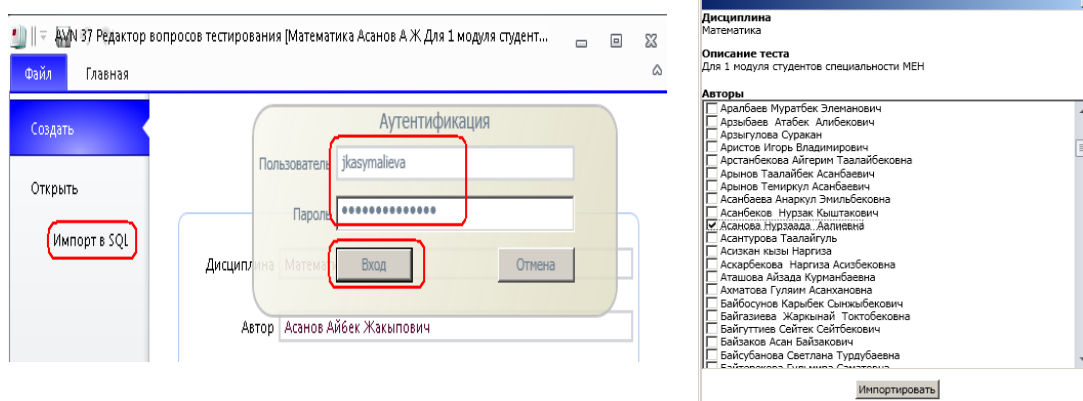 AVN 37 Редактор вопросов тестирования [Математика Асанов А Ж Для 1 модуля студент...
Файл Главная
Создать
Открыть
Импорт в SQL
Аутентификация
Пользователь jkasymalieva
Пароль ••••••••••••••
Вход Отмена
Дисциплина Математи
Автор Асанов Айбек Жакыпович
Дисциплина
Математика
Описание теста
Для 1 модуля студентов специальности МЕН
Авторы
Аралбаев Муратбек Элеманович
Арзыбаев Атабек Алибекович
Арзыгулова Суракан
Аристов Игорь Владимирович
Арстанбекова Айгерим Таалайбековна
Арынов Таалайбек Асанбаевич
Арынов Темиркул Асанбаевич
Асанбаева Анаркул Эмильбековна
Асанбеков Нурзак Кыштакович
Асанова Нурзаада Аалиевна
Асантурова Таалайгуль
Асизкан кызы Наргиза
Аскарбекова Наргиза Асизбековна
Аташова Айзада Курманбаевна
Ахматова Гуляим Асанхановна
Байбосунов Карыбек Сынжыбекович
Байгазиева Жаркынай Токтобековна
Байгуттиев Сейтек Сейтбекович
Байзаков Асан Байзакович
Байсубанова Светлана Турдубаевна
Импортировать